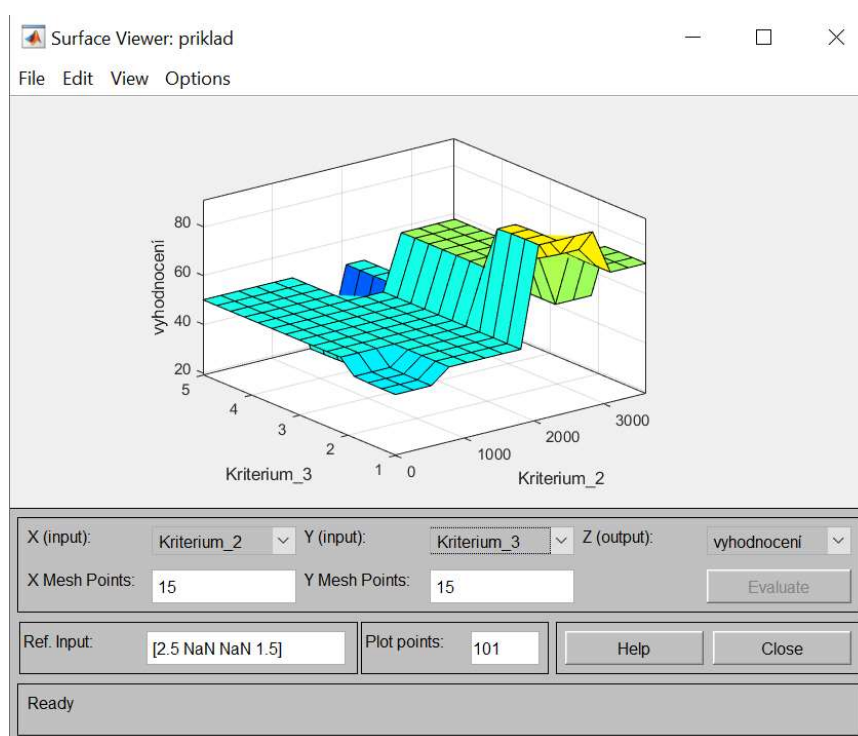 Surface Viewer: priklad
File Edit View Options
vyhodnocení
80
60
40
20
5
4
3
2
1
0
1000
2000
3000
Kriterium_3
Kriterium_2
X (input): Kriterium_2 Y (input): Kriterium_3 Z (output): vyhodnocení
X Mesh Points: 15 Y Mesh Points: 15 Evaluate
Ref. Input: [2.5 NaN NaN 1.5] Plot points: 101 Help Close
Ready